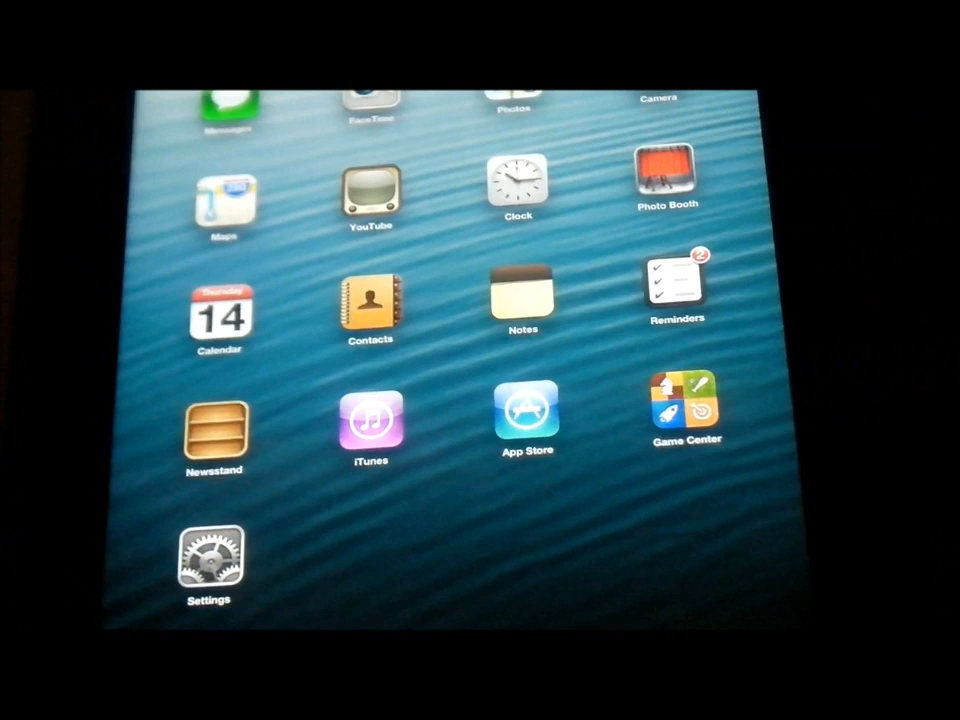 Messages
FaceTime
Photos
Camera
280
Maps
YouTube
Clock
Photo Booth
Thursday
14
Calendar
Contacts
Notes
2
Reminders
Newsstand
iTunes
App Store
Game Center
Settings